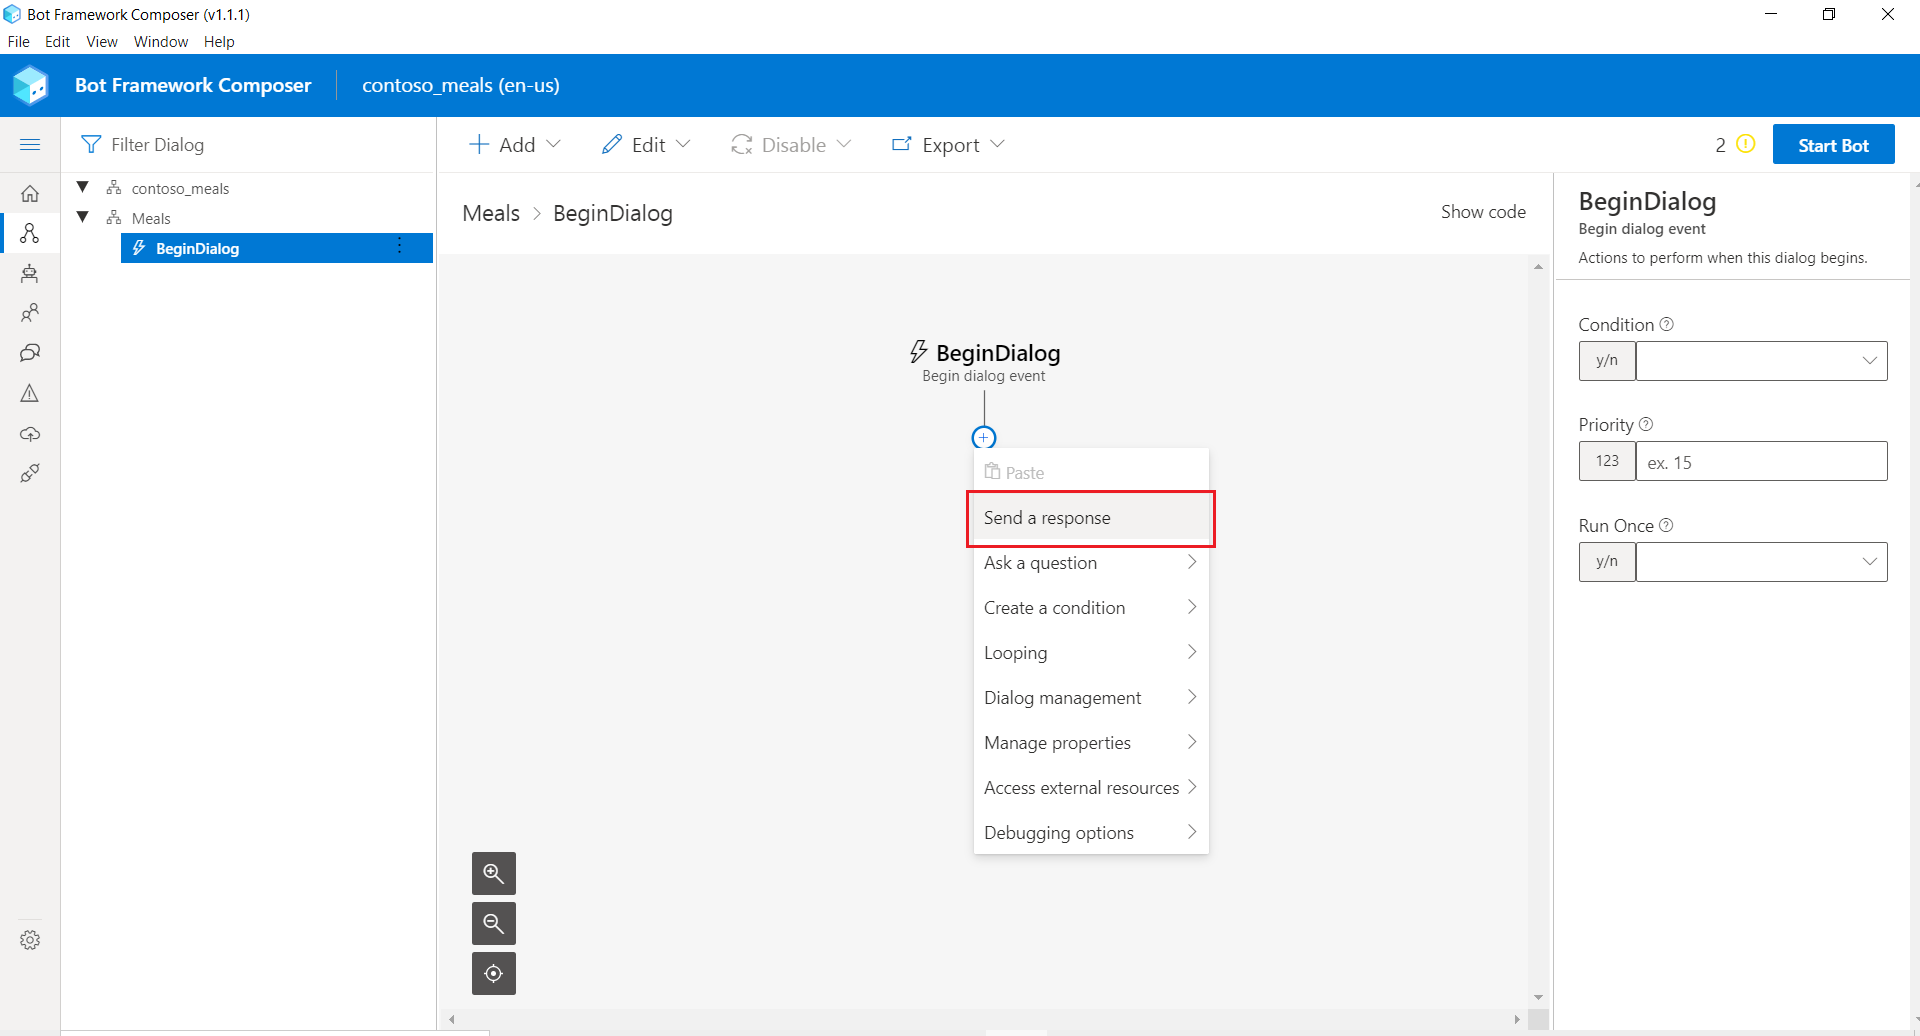 Bot Framework Composer (v1.1.1)
File Edit View Window Help
Bot Framework Composer contoso_meals (en-us)
Filter Dialog
Add Edit Disable Export 2 Start Bot
contoso_meals
Meals
BeginDialog
Meals > BeginDialog
Show code
BeginDialog
Begin dialog event
Paste
Send a response
Ask a question
Create a condition
Looping
Dialog management
Manage properties
Access external resources
Debugging options
BeginDialog
Begin dialog event
Actions to perform when this dialog begins.
Condition
y/n
Priority
123 ex. 15
Run Once
y/n